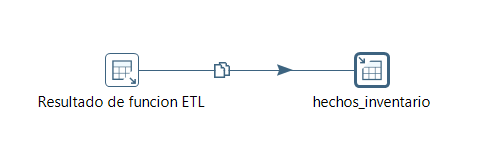 Resultado de funcion ETL
hechos_inventario